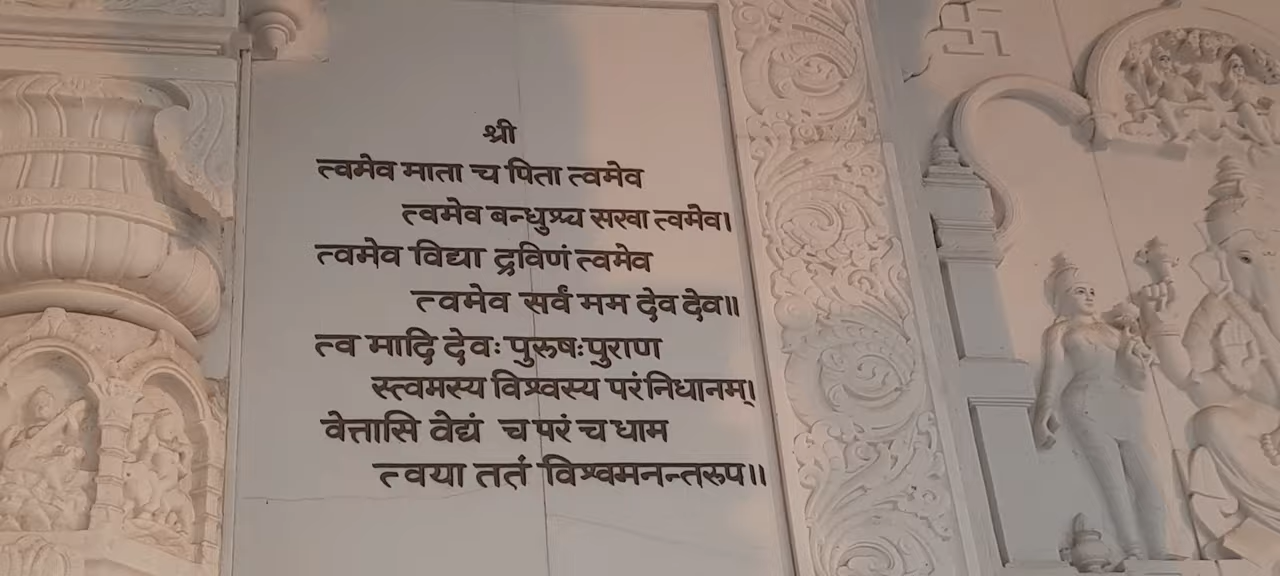 श्री
त्वमेव माता च पिता त्वमेव
त्वमेव बन्धुश्च सखा त्वमेव।
त्वमेव विद्या द्रविणं त्वमेव
त्वमेव सर्वं मम देव देव॥
त्व मादि देवः पुरुषः पुराण
स्त्वमस्य विश्वस्य परं निधानम्।
वेत्तासि वेद्यं च परं च धाम
त्वया ततं विश्वमनन्तरुप॥